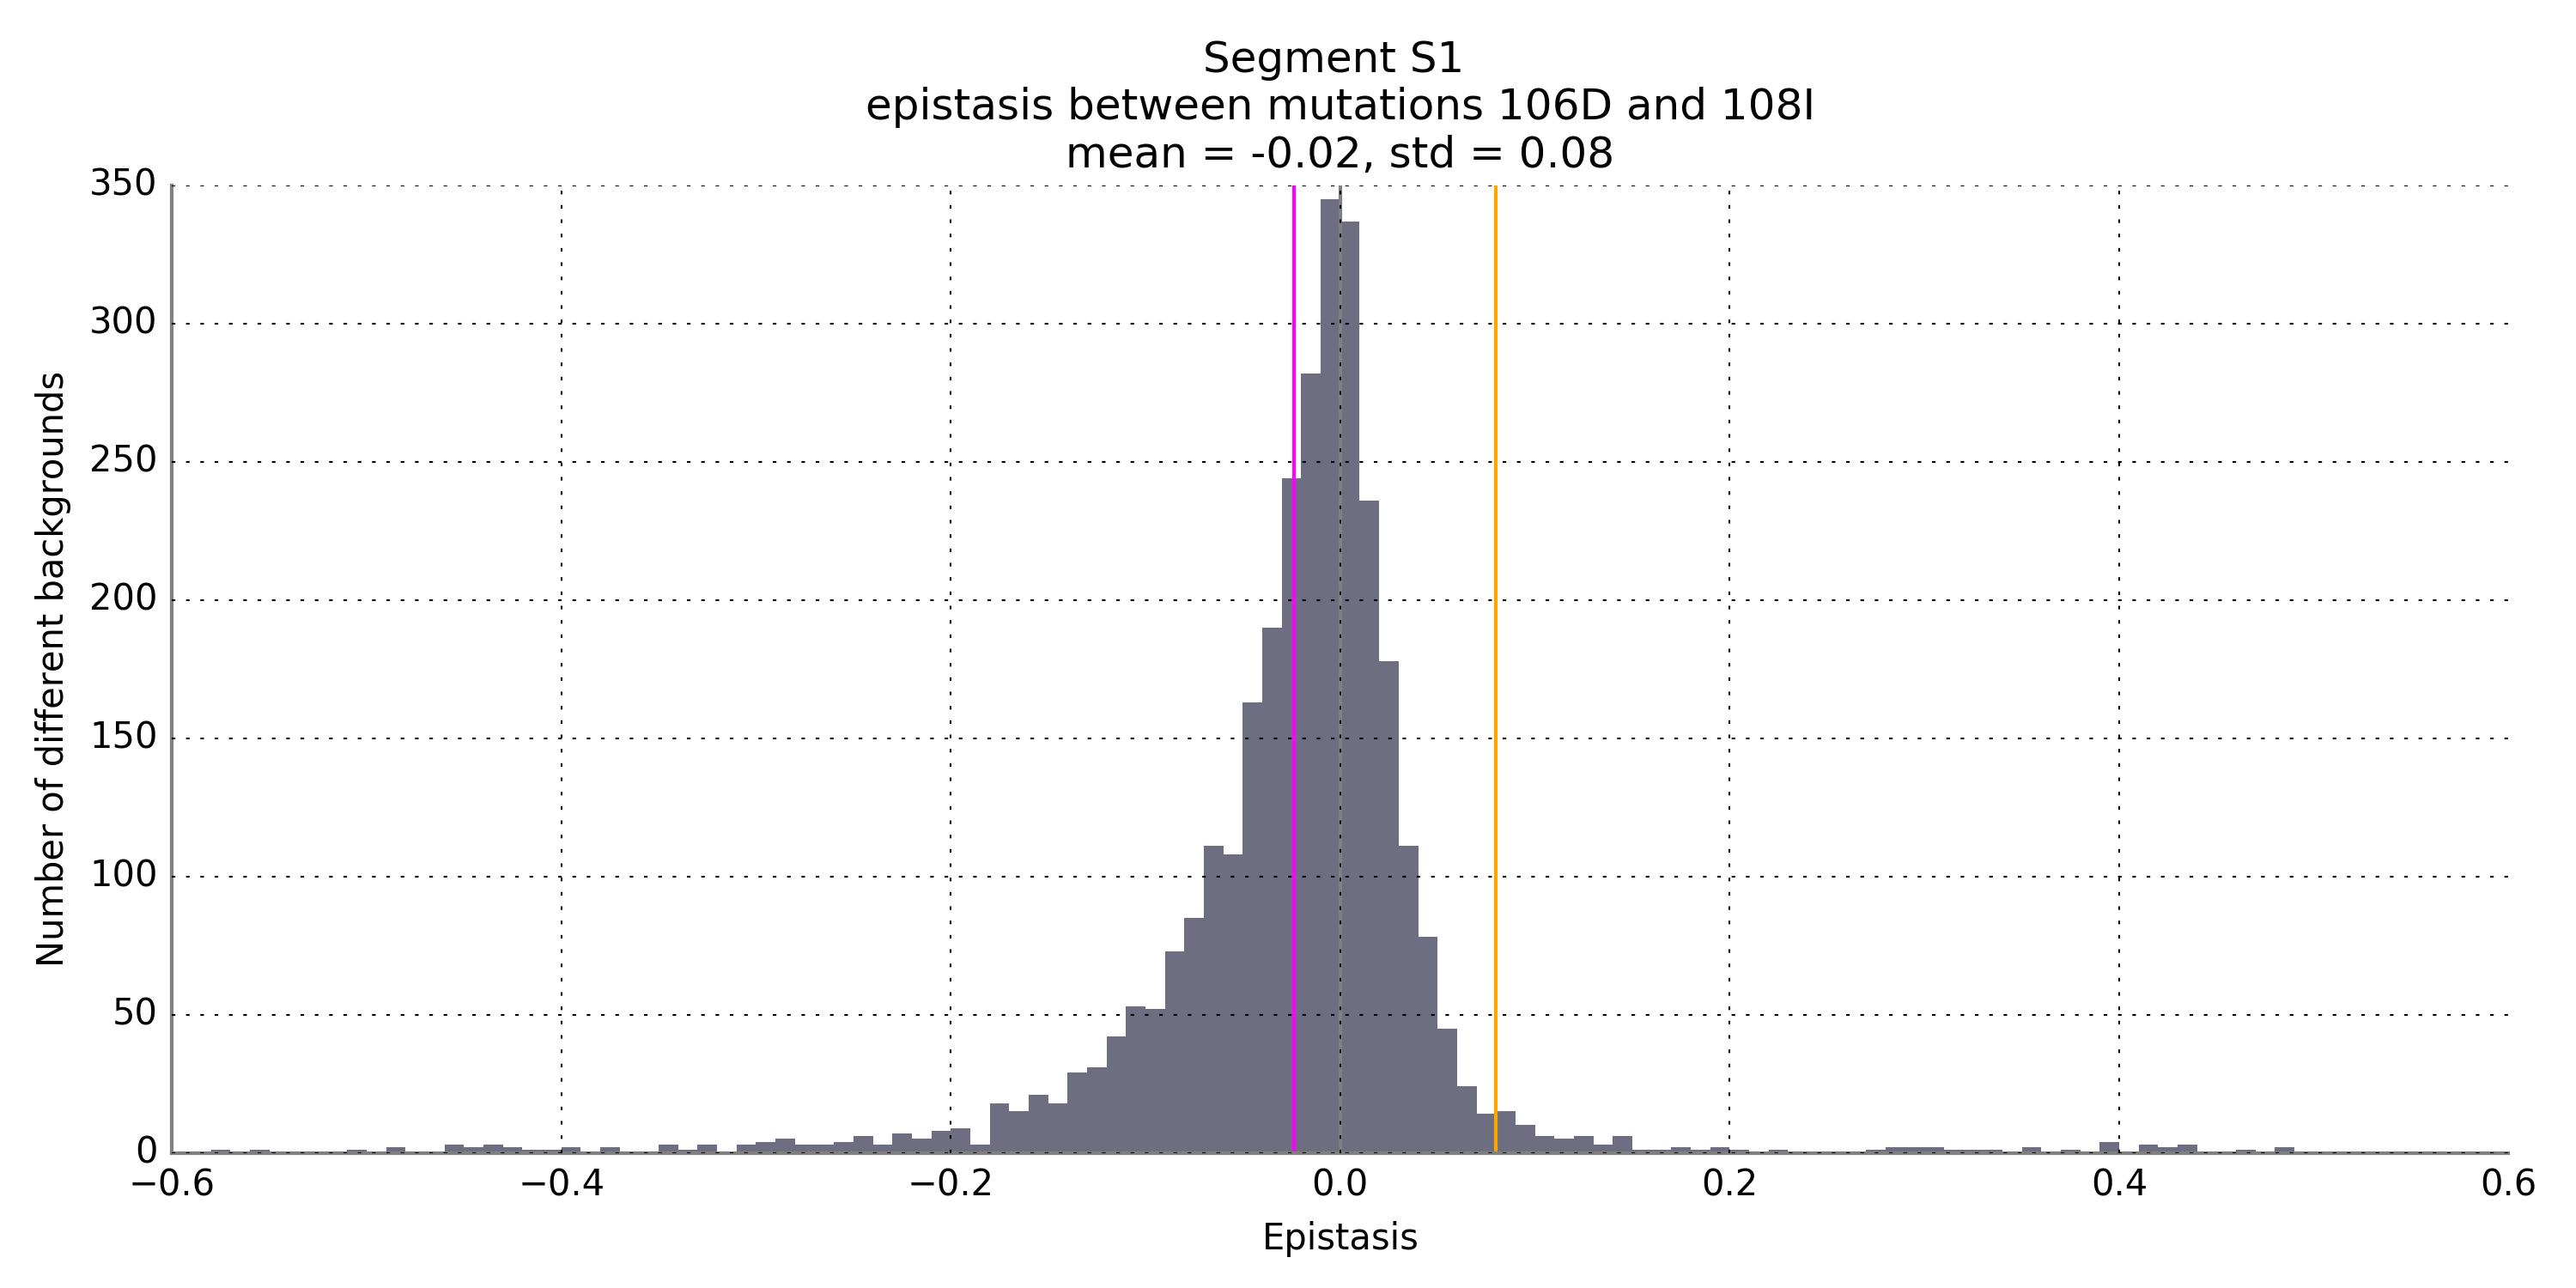 Segment S1
epistasis between mutations 106D and 108I
mean = -0.02, std = 0.08
350
300
250
200
150
100
50
0
Number of different backgrounds
−0.6 −0.4 −0.2 0.0 0.2 0.4 0.6
Epistasis